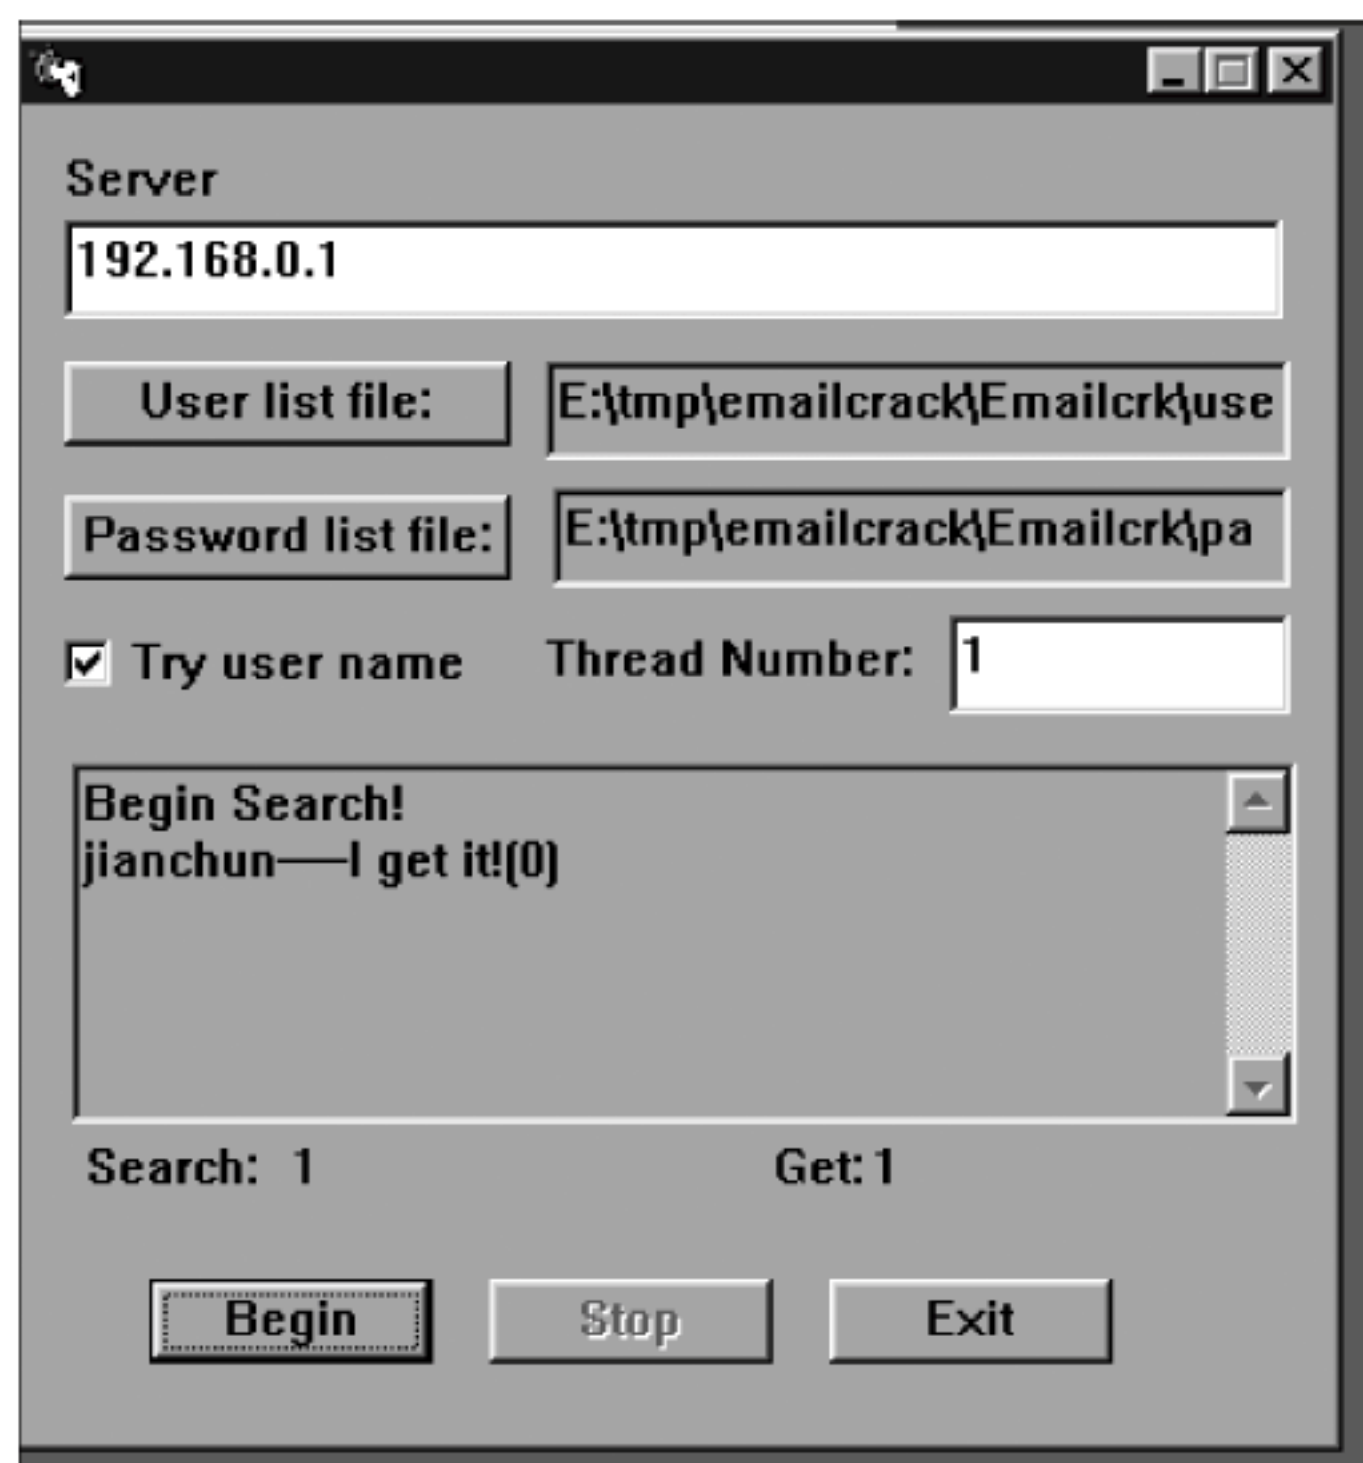 Server
192.168.0.1
User list file: E:\tmp\emailcrack\Emailcrk\use
Password list file: E:\tmp\emailcrack\Emailcrk\pa
Try user name Thread Number: 1
Begin Search!
jianchun──I get it!(0)
Search: 1 Get: 1
Begin Stop Exit